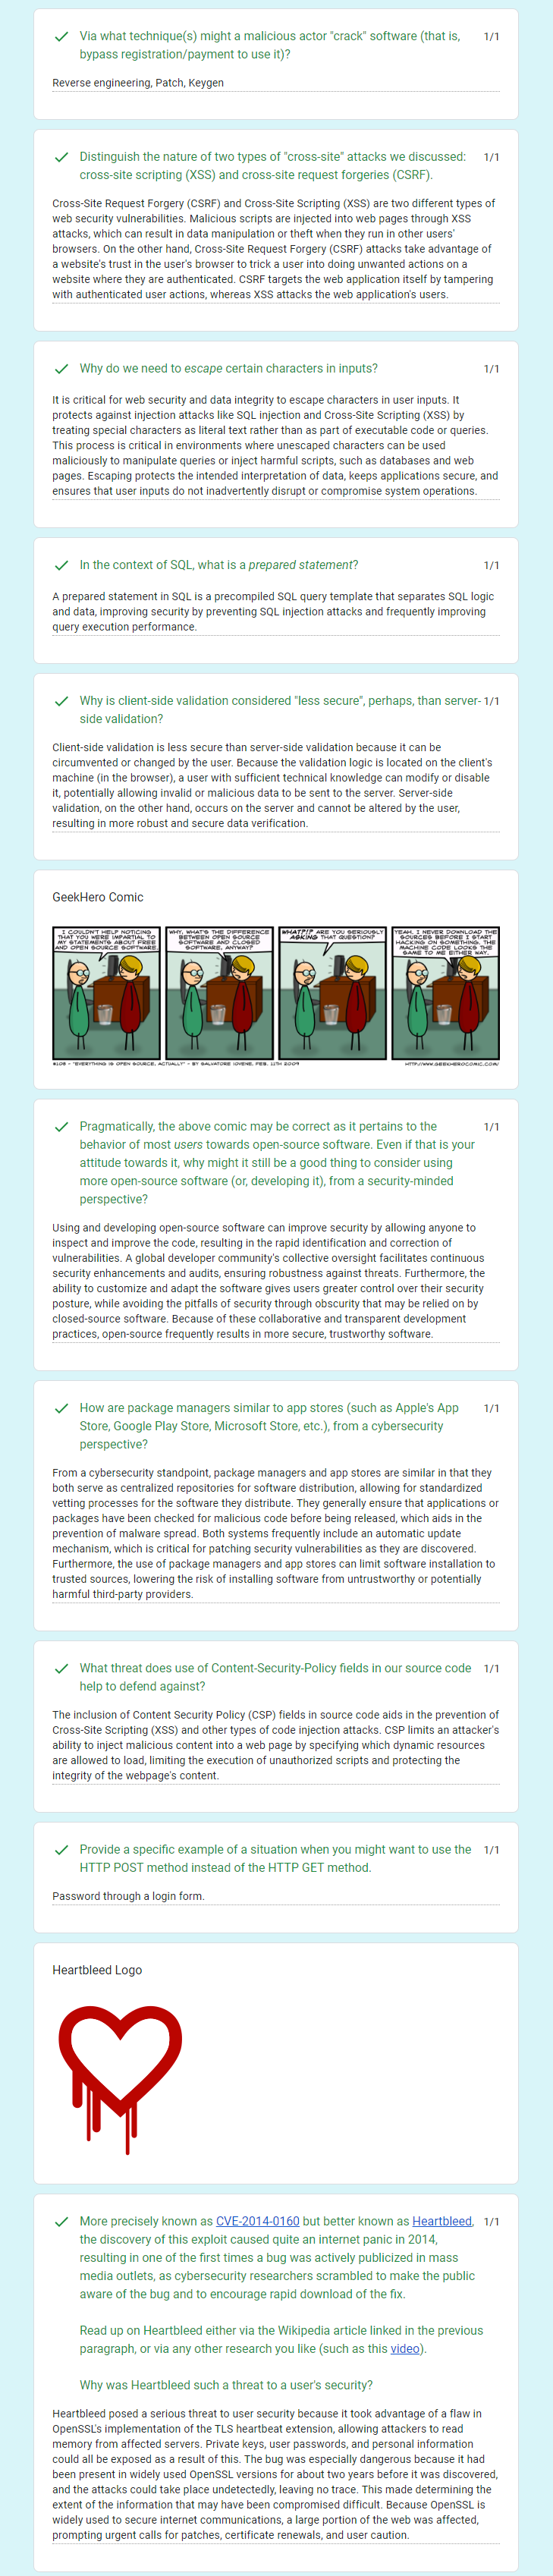 Via what technique(s) might a malicious actor "crack" software (that is,
1/1
bypass registration/payment to use it)?
Reverse engineering, Patch, Keygen
Distinguish the nature of two types of "cross-site" attacks we discussed:
1/1
cross-site scripting (XSS) and cross-site request forgeries (CSRF).
Cross-Site Request Forgery (CSRF) and Cross-Site Scripting (XSS) are two different types of
web security vulnerabilities. Malicious scripts are injected into web pages through XSS
attacks, which can result in data manipulation or theft when they run in other users'
browsers. On the other hand, Cross-Site Request Forgery (CSRF) attacks take advantage of
a website's trust in the user's browser to trick a user into doing unwanted actions on a
website where they are authenticated. CSRF targets the web application itself by tampering
with authenticated user actions, whereas XSS attacks the web application's users.
Why do we need to escape certain characters in inputs?
1/1
It is critical for web security and data integrity to escape characters in user inputs. It
protects against injection attacks like SQL injection and Cross-Site Scripting (XSS) by
treating special characters as literal text rather than as part of executable code or queries.
This process is critical in environments where unescaped characters can be used
maliciously to manipulate queries or inject harmful scripts, such as databases and web
pages. Escaping protects the intended interpretation of data, keeps applications secure, and
ensures that user inputs do not inadvertently disrupt or compromise system operations.
In the context of SQL, what is a prepared statement?
1/1
A prepared statement in SQL is a precompiled SQL query template that separates SQL logic
and data, improving security by preventing SQL injection attacks and frequently improving
query execution performance.
Why is client-side validation considered "less secure", perhaps, than server-
1/1
side validation?
Client-side validation is less secure than server-side validation because it can be
circumvented or changed by the user. Because the validation logic is located on the client's
machine (in the browser), a user with sufficient technical knowledge can modify or disable
it, potentially allowing invalid or malicious data to be sent to the server. Server-side
validation, on the other hand, occurs on the server and cannot be altered by the user,
resulting in more robust and secure data verification.
GeekHero Comic
I COULDN'T HELP NOTICING
THAT YOU WERE IMPARTIAL TO
MY STATEMENTS ABOUT FREE
AND OPEN SOURCE SOFTWARE.
WHY, WHAT'S THE DIFFERENCE
BETWEEN OPEN SOURCE
SOFTWARE AND CLOSED
SOFTWARE, ANYWAY?
WHAT?!? ARE YOU SERIOUSLY
ASKING THAT QUESTION?
YEAH, I NEVER DOWNLOAD THE
SOURCES BEFORE I START
HACKING ON SOMETHING. THE
MACHINE CODE LOOKS THE
SAME TO ME EITHER WAY.
#108 - "EVERYTHING IS OPEN SOURCE, ACTUALLY" - BY SALVATORE IOVENE, FEB. 11TH 2009
HTTP://WWW.GEEKHEROCOMIC.COM/
Pragmatically, the above comic may be correct as it pertains to the
1/1
behavior of most users towards open-source software. Even if that is your
attitude towards it, why might it still be a good thing to consider using
more open-source software (or, developing it), from a security-minded
perspective?
Using and developing open-source software can improve security by allowing anyone to
inspect and improve the code, resulting in the rapid identification and correction of
vulnerabilities. A global developer community's collective oversight facilitates continuous
security enhancements and audits, ensuring robustness against threats. Furthermore, the
ability to customize and adapt the software gives users greater control over their security
posture, while avoiding the pitfalls of security through obscurity that may be relied on by
closed-source software. Because of these collaborative and transparent development
practices, open-source frequently results in more secure, trustworthy software.
How are package managers similar to app stores (such as Apple's App
1/1
Store, Google Play Store, Microsoft Store, etc.), from a cybersecurity
perspective?
From a cybersecurity standpoint, package managers and app stores are similar in that they
both serve as centralized repositories for software distribution, allowing for standardized
vetting processes for the software they distribute. They generally ensure that applications or
packages have been checked for malicious code before being released, which aids in the
prevention of malware spread. Both systems frequently include an automatic update
mechanism, which is critical for patching security vulnerabilities as they are discovered.
Furthermore, the use of package managers and app stores can limit software installation to
trusted sources, lowering the risk of installing software from untrustworthy or potentially
harmful third-party providers.
What threat does use of Content-Security-Policy fields in our source code
1/1
help to defend against?
The inclusion of Content Security Policy (CSP) fields in source code aids in the prevention of
Cross-Site Scripting (XSS) and other types of code injection attacks. CSP limits an attacker's
ability to inject malicious content into a web page by specifying which dynamic resources
are allowed to load, limiting the execution of unauthorized scripts and protecting the
integrity of the webpage's content.
Provide a specific example of a situation when you might want to use the
1/1
HTTP POST method instead of the HTTP GET method.
Password through a login form.
Heartbleed Logo
More precisely known as CVE-2014-0160 but better known as Heartbleed,
1/1
the discovery of this exploit caused quite an internet panic in 2014,
resulting in one of the first times a bug was actively publicized in mass
media outlets, as cybersecurity researchers scrambled to make the public
aware of the bug and to encourage rapid download of the fix.
Read up on Heartbleed either via the Wikipedia article linked in the previous
paragraph, or via any other research you like (such as this video).
Why was Heartbleed such a threat to a user's security?
Heartbleed posed a serious threat to user security because it took advantage of a flaw in
OpenSSL's implementation of the TLS heartbeat extension, allowing attackers to read
memory from affected servers. Private keys, user passwords, and personal information
could all be exposed as a result of this. The bug was especially dangerous because it had
been present in widely used OpenSSL versions for about two years before it was discovered,
and the attacks could take place undetectedly, leaving no trace. This made determining the
extent of the information that may have been compromised difficult. Because OpenSSL is
widely used to secure internet communications, a large portion of the web was affected,
prompting urgent calls for patches, certificate renewals, and user caution.